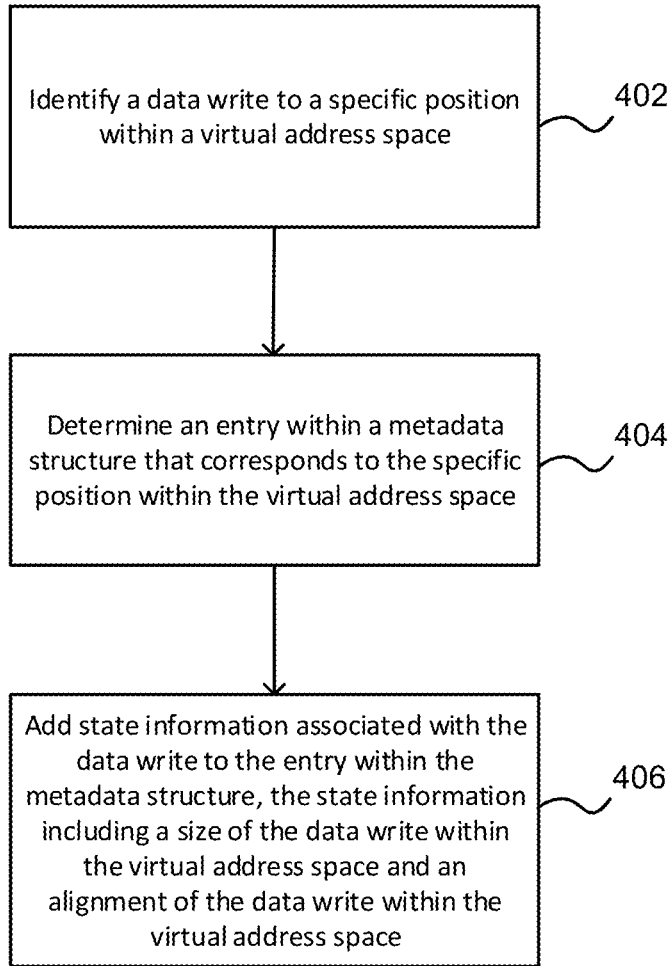 Identify a data write to a specific position
within a virtual address space
402
Determine an entry within a metadata
structure that corresponds to the specific
position within the virtual address space
404
Add state information associated with the
data write to the entry within the
metadata structure, the state information
including a size of the data write within
the virtual address space and an
alignment of the data write within the
virtual address space
406